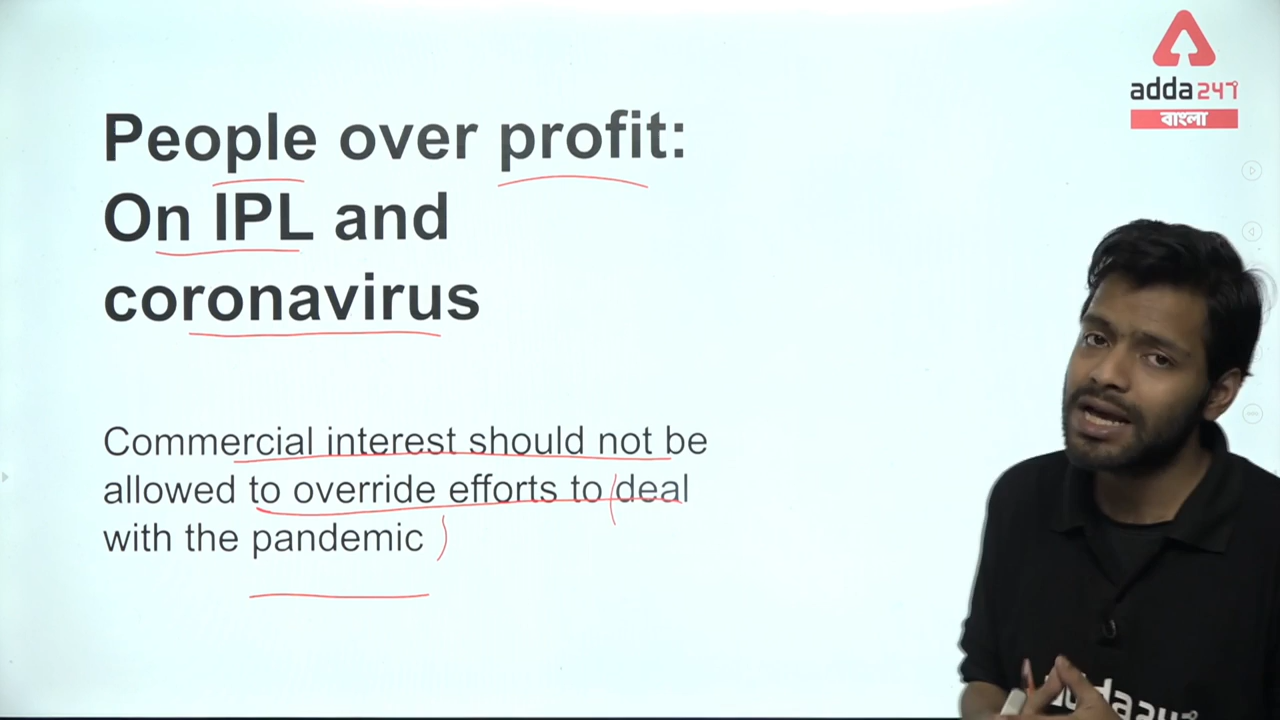 People over profit:
On IPL and
coronavirus
Commercial interest should not be
allowed to override efforts to deal
with the pandemic
adda247
বাংলা
adda247